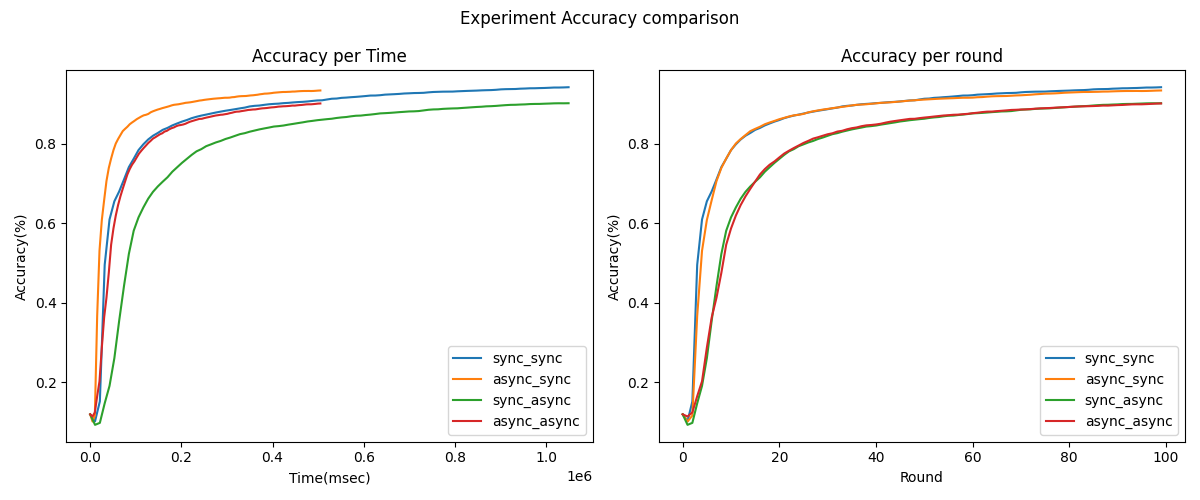 Experiment Accuracy comparison
Accuracy per Time
Accuracy(%)
0.8
0.6
0.4
0.2
0.0 0.2 0.4 0.6 0.8 1.0
1e6
Time(msec)
sync_sync
async_sync
sync_async
async_async
Accuracy per round
Accuracy(%)
0.8
0.6
0.4
0.2
0 20 40 60 80 100
Round
sync_sync
async_sync
sync_async
async_async